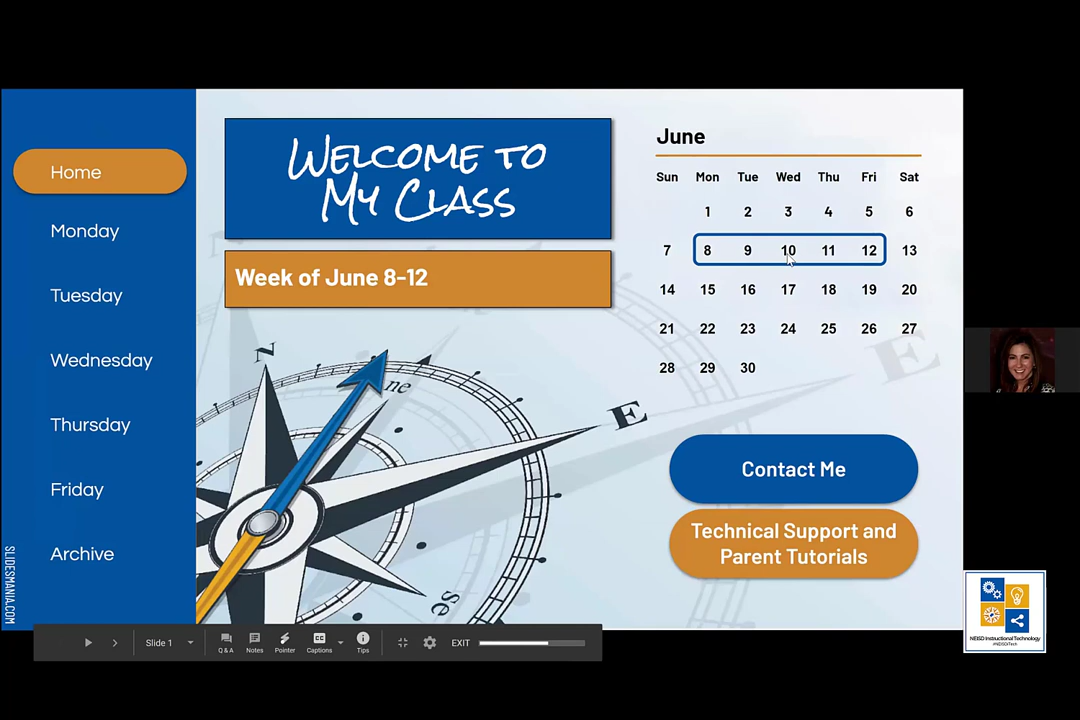 Home
Monday
Tuesday
Wednesday
Thursday
Friday
Archive
SLIDESMANIA.COM
WELCOME TO
MY CLASS
Week of June 8-12
June
Sun Mon Tue Wed Thu Fri Sat
1 2 3 4 5 6
7 8 9 10 11 12 13
14 15 16 17 18 19 20
21 22 23 24 25 26 27
28 29 30
N
ne
E
E
se
Contact Me
Technical Support and
Parent Tutorials
Slide 1
Q & A
Notes
Pointer
CC
Captions
Tips
EXIT
NEISD Instructional Technology